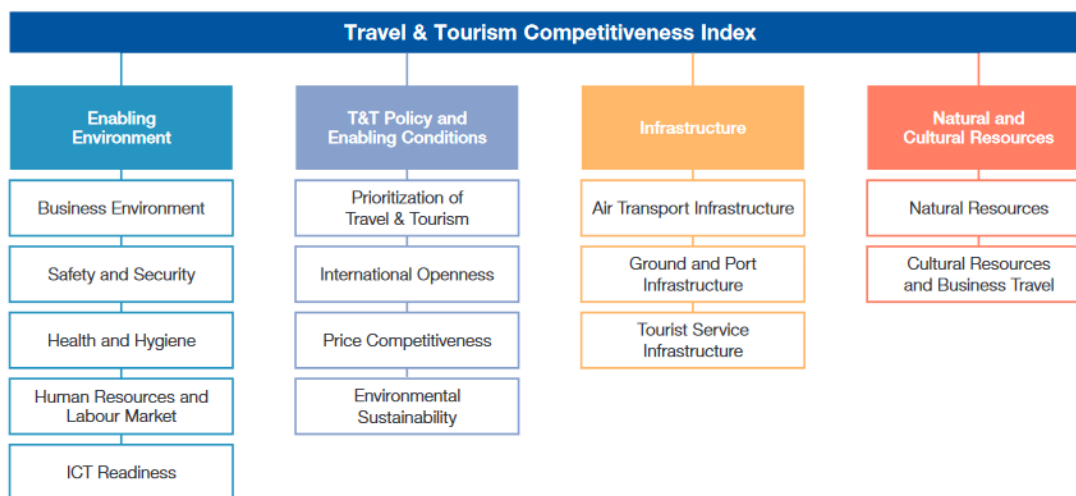 Travel & Tourism Competitiveness Index
Enabling
Environment
Business Environment
Safety and Security
Health and Hygiene
Human Resources and
Labour Market
ICT Readiness
T&T Policy and
Enabling Conditions
Prioritization of
Travel & Tourism
International Openness
Price Competitiveness
Environmental
Sustainability
Infrastructure
Air Transport Infrastructure
Ground and Port
Infrastructure
Tourist Service
Infrastructure
Natural and
Cultural Resources
Natural Resources
Cultural Resources
and Business Travel